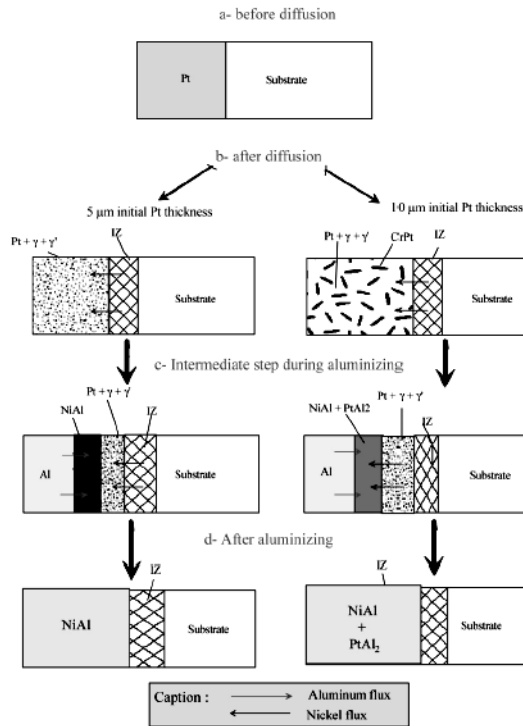 a- before diffusion
Pt
Substrate
b- after diffusion
5 μm initial Pt thickness
1·0 μm initial Pt thickness
Pt + γ + γ'
IZ
Substrate
Pt + γ + γ'
CrPt
IZ
Substrate
c- Intermediate step during aluminizing
Pt + γ + γ'
NiAl
IZ
Al
Substrate
Pt + γ + γ'
NiAl + PtAl2
IZ
Al
Substrate
d- After aluminizing
IZ
NiAl
Substrate
IZ
NiAl
+
PtAl₂
Substrate
Caption :
Aluminum flux
Nickel flux